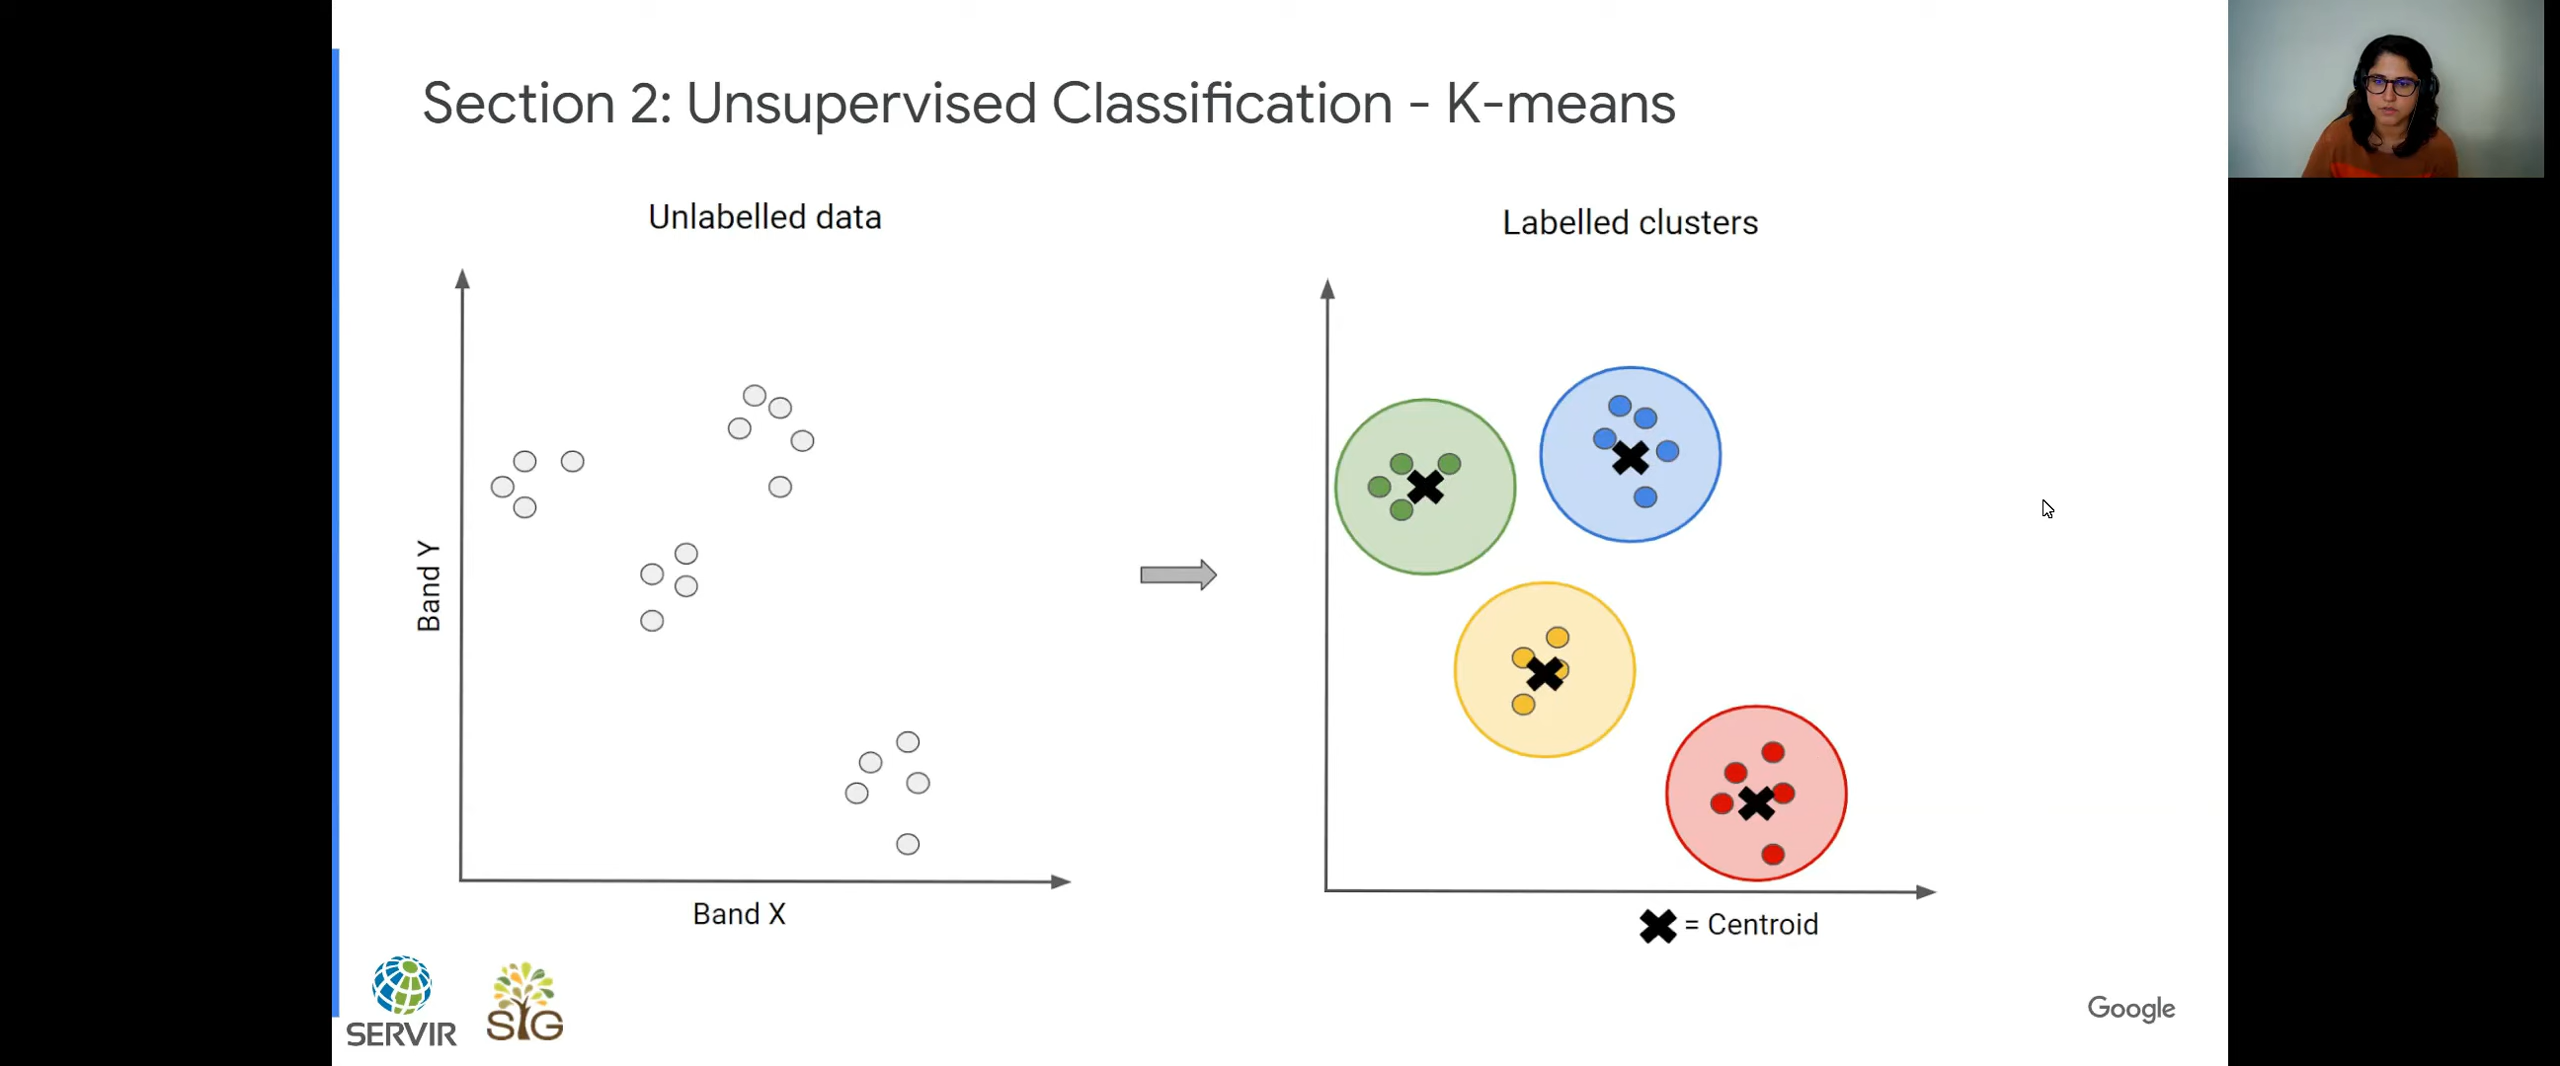 Section 2: Unsupervised Classification - K-means
Unlabelled data
Labelled clusters
Band Y
Band X
= Centroid
SERVIR
SIG
Google